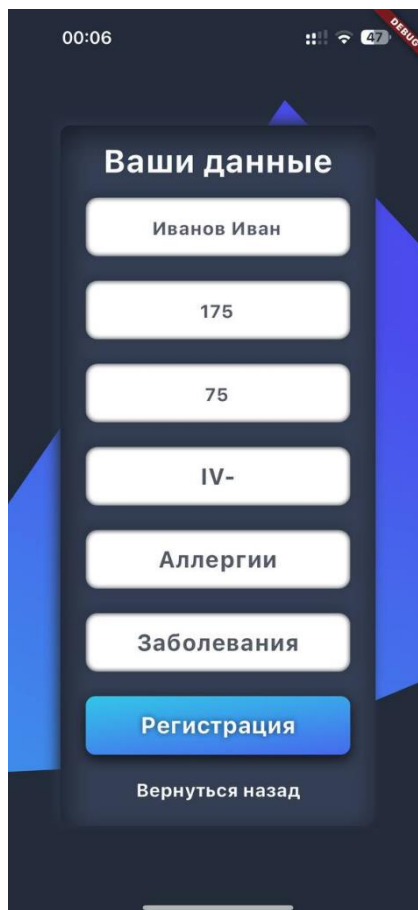 00:06
47
DEBUG
Ваши данные
Иванов Иван
175
75
IV-
Аллергии
Заболевания
Регистрация
Вернуться назад